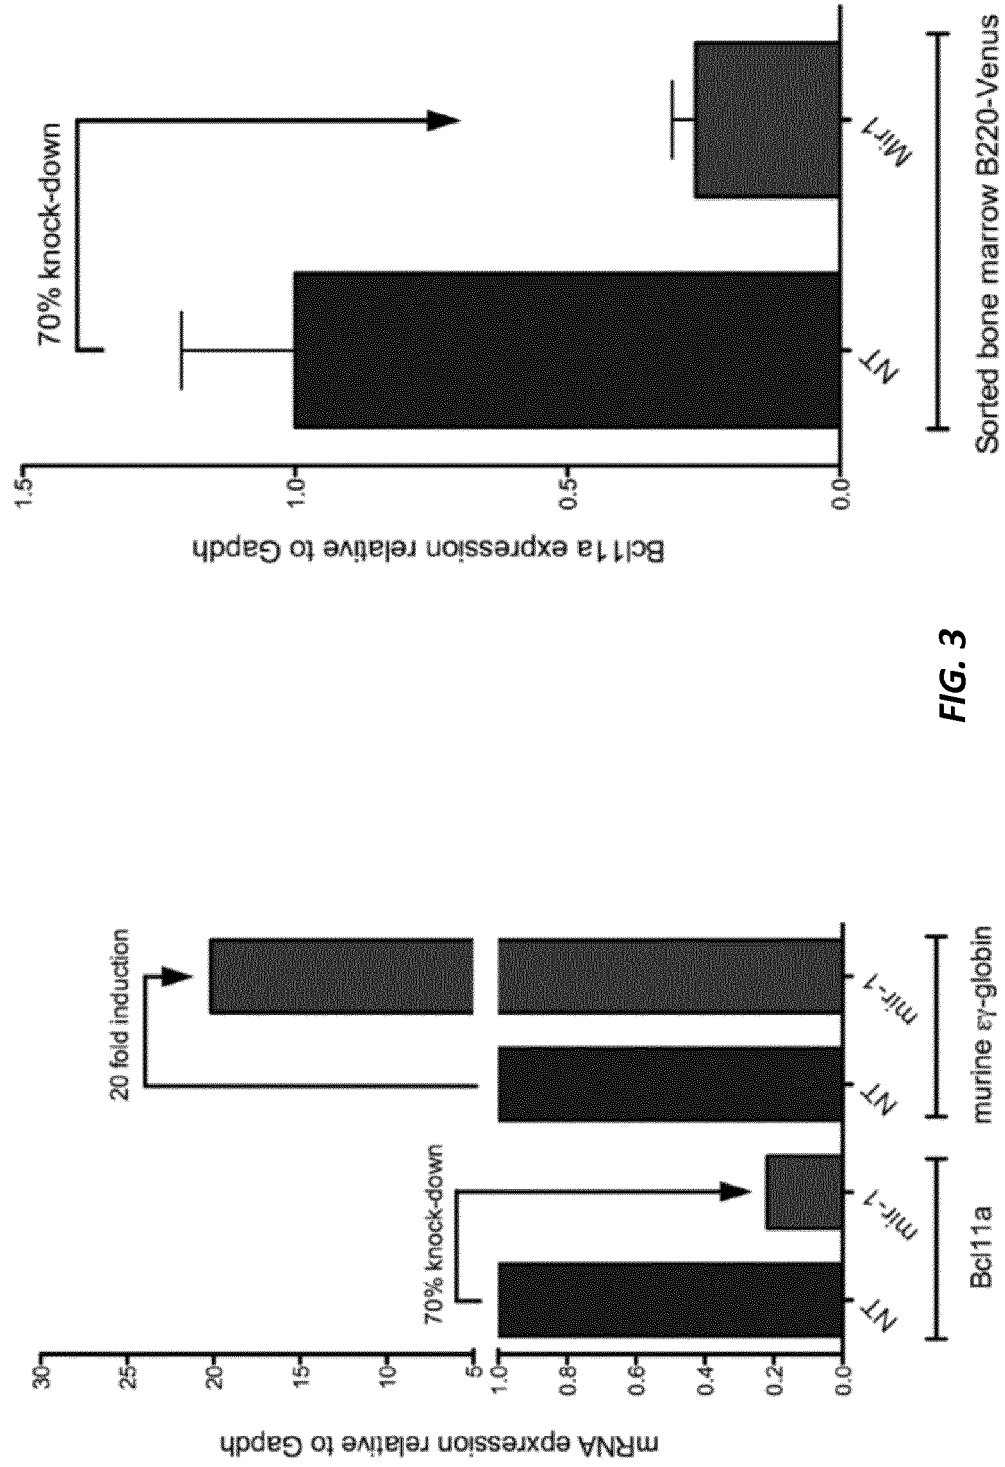 mRNA epxression relative to Gapdh
30
25
20
15
10
5
1.0
0.8
0.6
0.4
0.2
0.0
70% knock-down
20 fold induction
NT
mir-1
NT
mir-1
Bcl11a
murine εγ-globin
Bcl11a expression relative to Gapdh
1.5
1.0
0.5
0.0
70% knock-down
NT
Mir1
Sorted bone marrow B220-Venus
FIG. 3